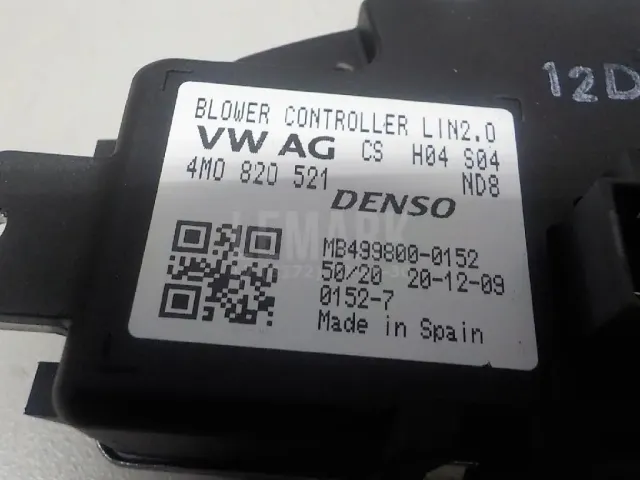 12D
BLOWER CONTROLLER LIN2.0
VW AG CS H04 S04
4M0 820 521 ND8
DENSO
MB499800-0152
50/20 20-12-09
0152-7
Made in Spain
LEMARK